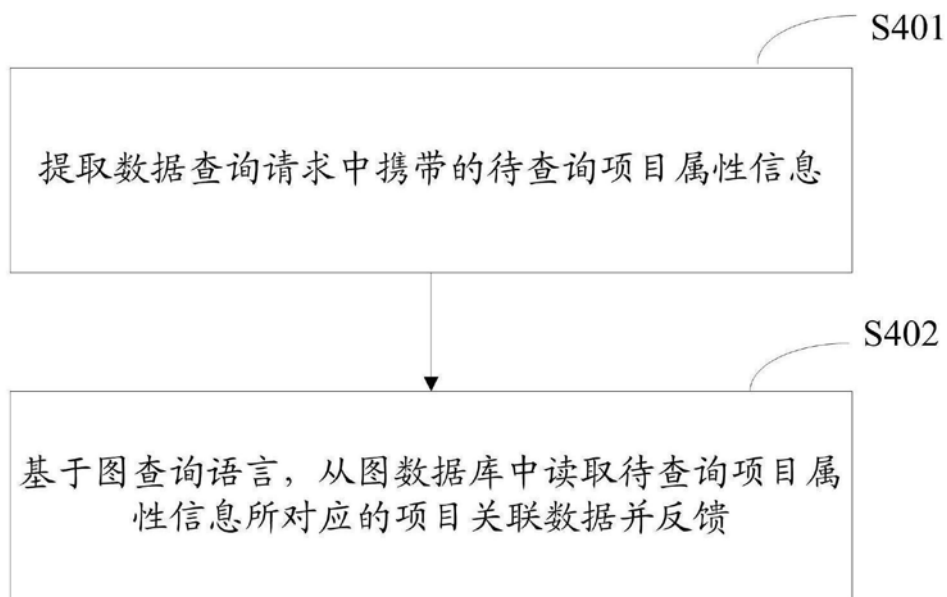 S401
提取数据查询请求中携带的待查询项目属性信息
S402
基于图查询语言，从图数据库中读取待查询项目属
性信息所对应的项目关联数据并反馈